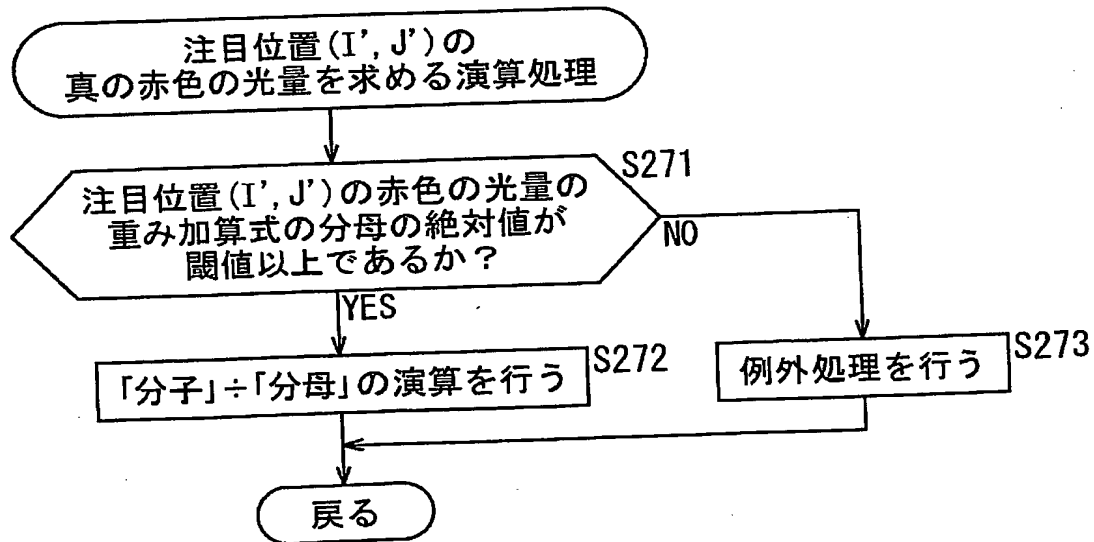 注目位置(I',J')の
真の赤色の光量を求める演算処理
S271
注目位置(I',J')の赤色の光量の
重み加算式の分母の絶対値が
閾値以上であるか？
NO
YES
「分子」÷「分母」の演算を行う
S272
例外処理を行う
S273
戻る